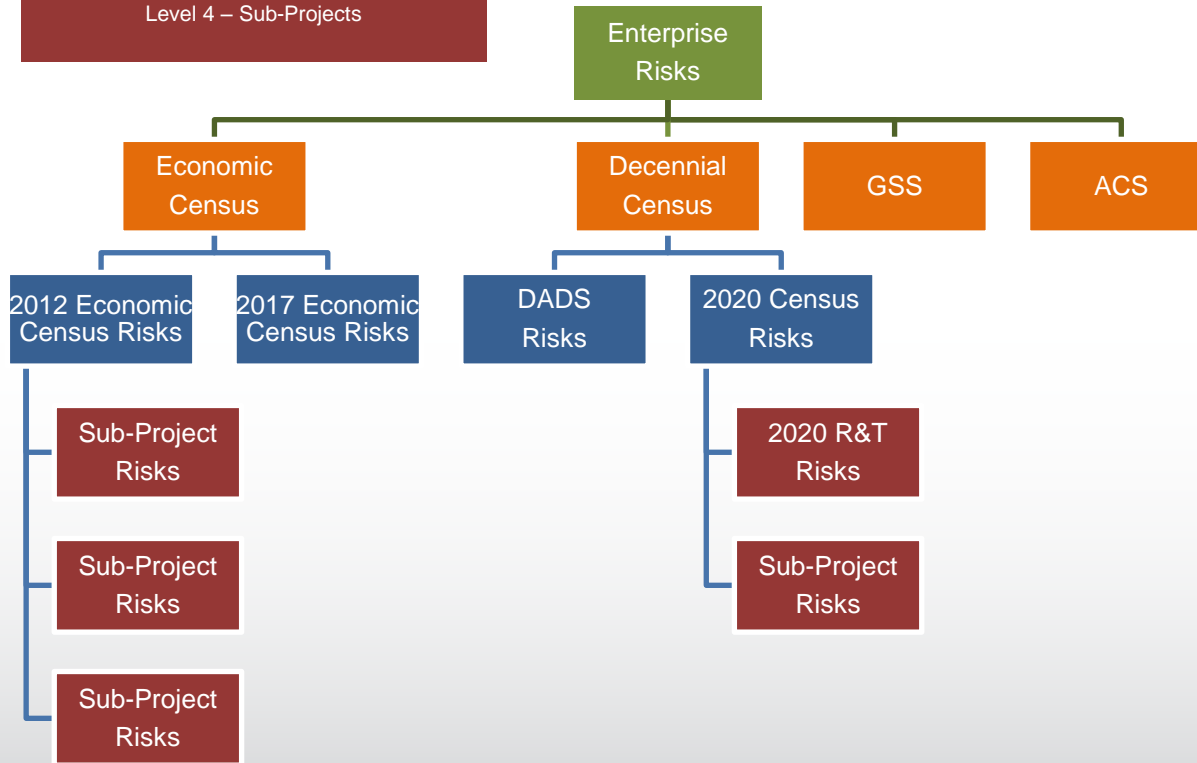 Level 4 – Sub-Projects
Enterprise
Risks
Economic
Census
Decennial
Census
GSS
ACS
2012 Economic
Census Risks
2017 Economic
Census Risks
DADS
Risks
2020 Census
Risks
Sub-Project
Risks
2020 R&T
Risks
Sub-Project
Risks
Sub-Project
Risks
Sub-Project
Risks